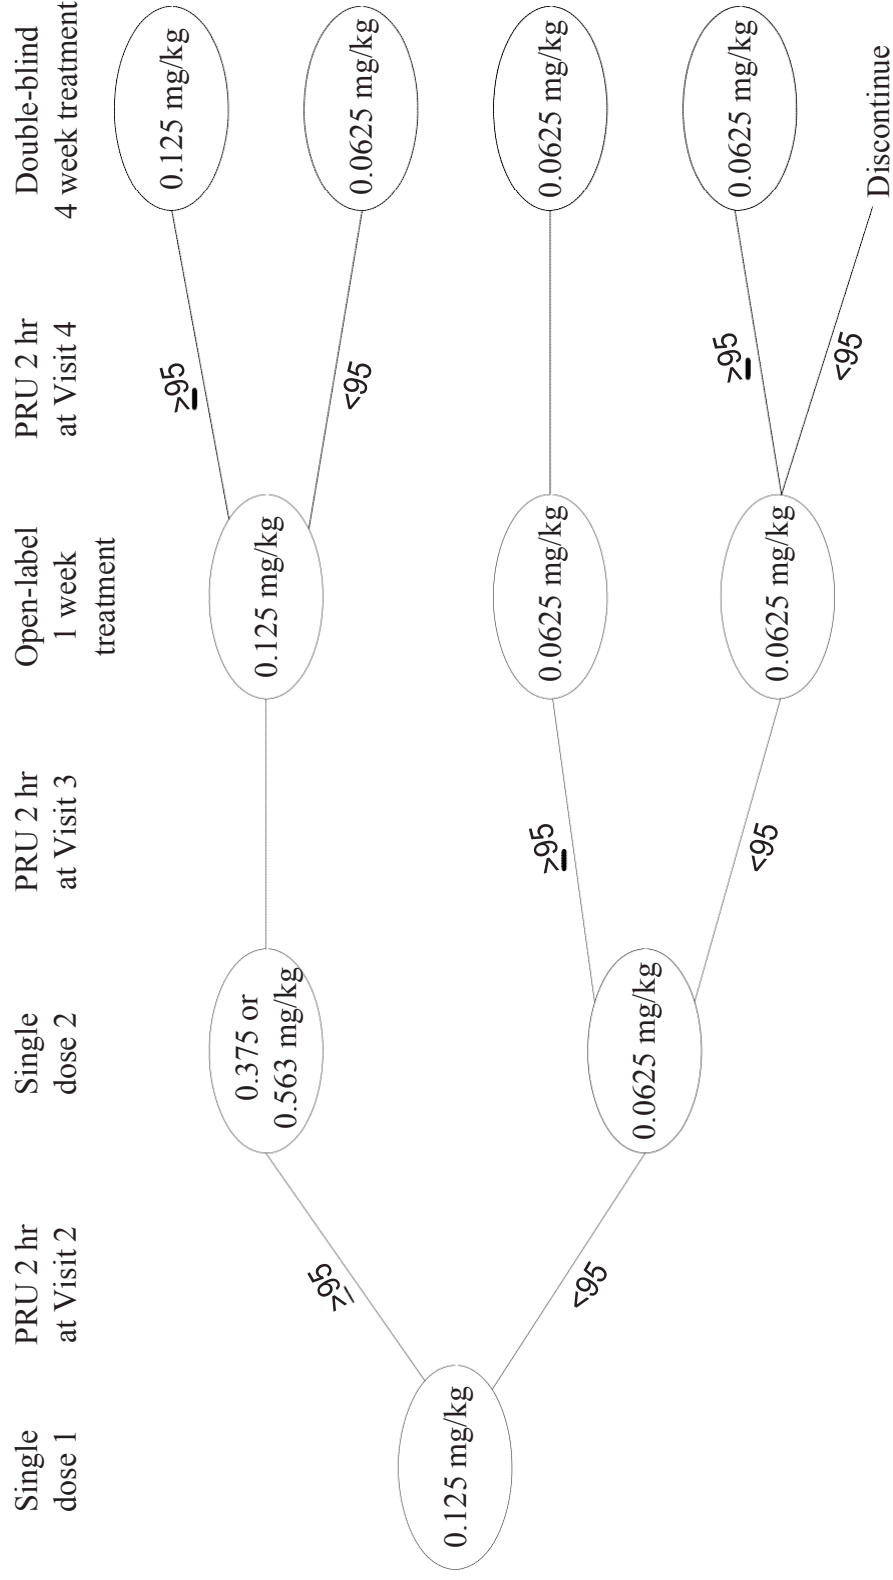 Single
dose 1
PRU 2 hr
at Visit 2
Single
dose 2
PRU 2 hr
at Visit 3
Open-label
1 week
treatment
PRU 2 hr
at Visit 4
Double-blind
4 week treatment
0.125 mg/kg
≥95
<95
0.375 or
0.563 mg/kg
0.0625 mg/kg
≥95
<95
0.125 mg/kg
0.0625 mg/kg
0.0625 mg/kg
≥95
<95
≥95
<95
0.125 mg/kg
0.0625 mg/kg
0.0625 mg/kg
0.0625 mg/kg
Discontinue